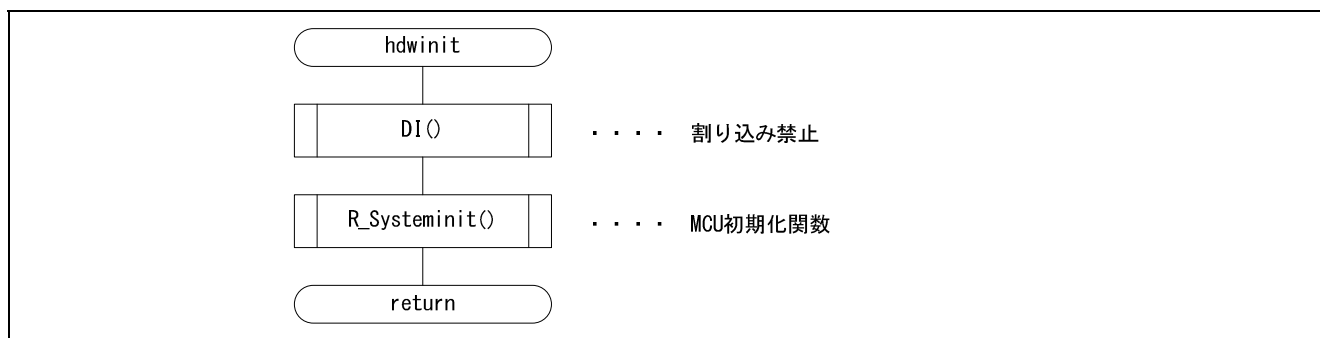 hdwinit
DI() ・・・・ 割り込み禁止
R_Systeminit() ・・・・ MCU初期化関数
return